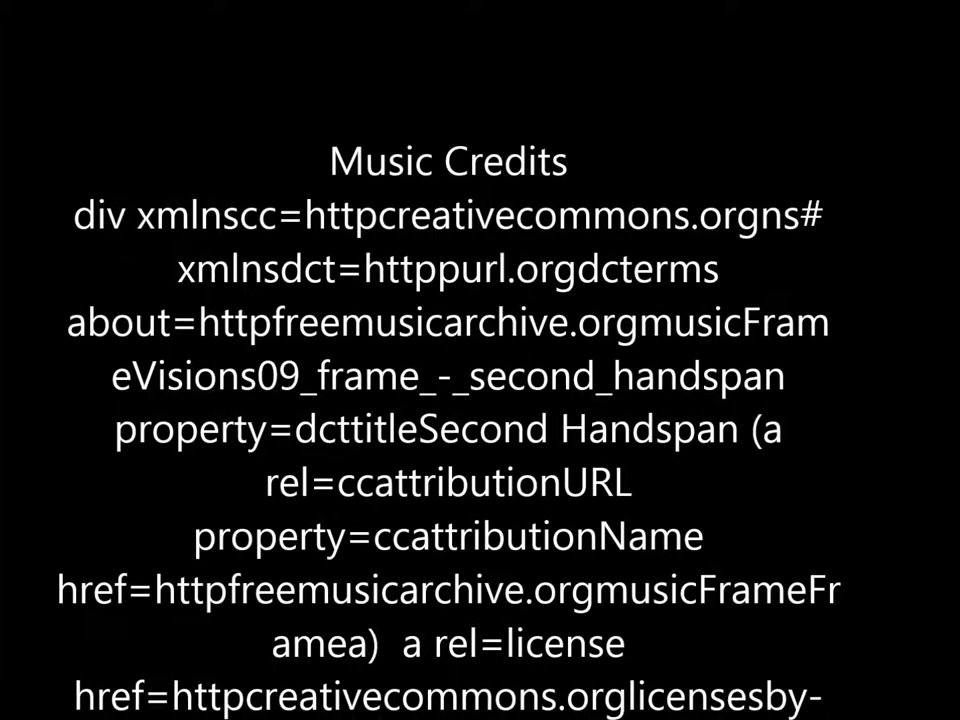 Music Credits
div xmlnscc=httpcreativecommons.orgns#
xmlnsdct=httppurl.orgdcterms
about=httpfreemusicarchive.orgmusicFram
eVisions09_frame_-_second_handspan
property=dcttitleSecond Handspan (a
rel=ccattributionURL
property=ccattributionName
href=httpfreemusicarchive.orgmusicFrameFr
amea)  a rel=license
href=httpcreativecommons.orglicensesby-